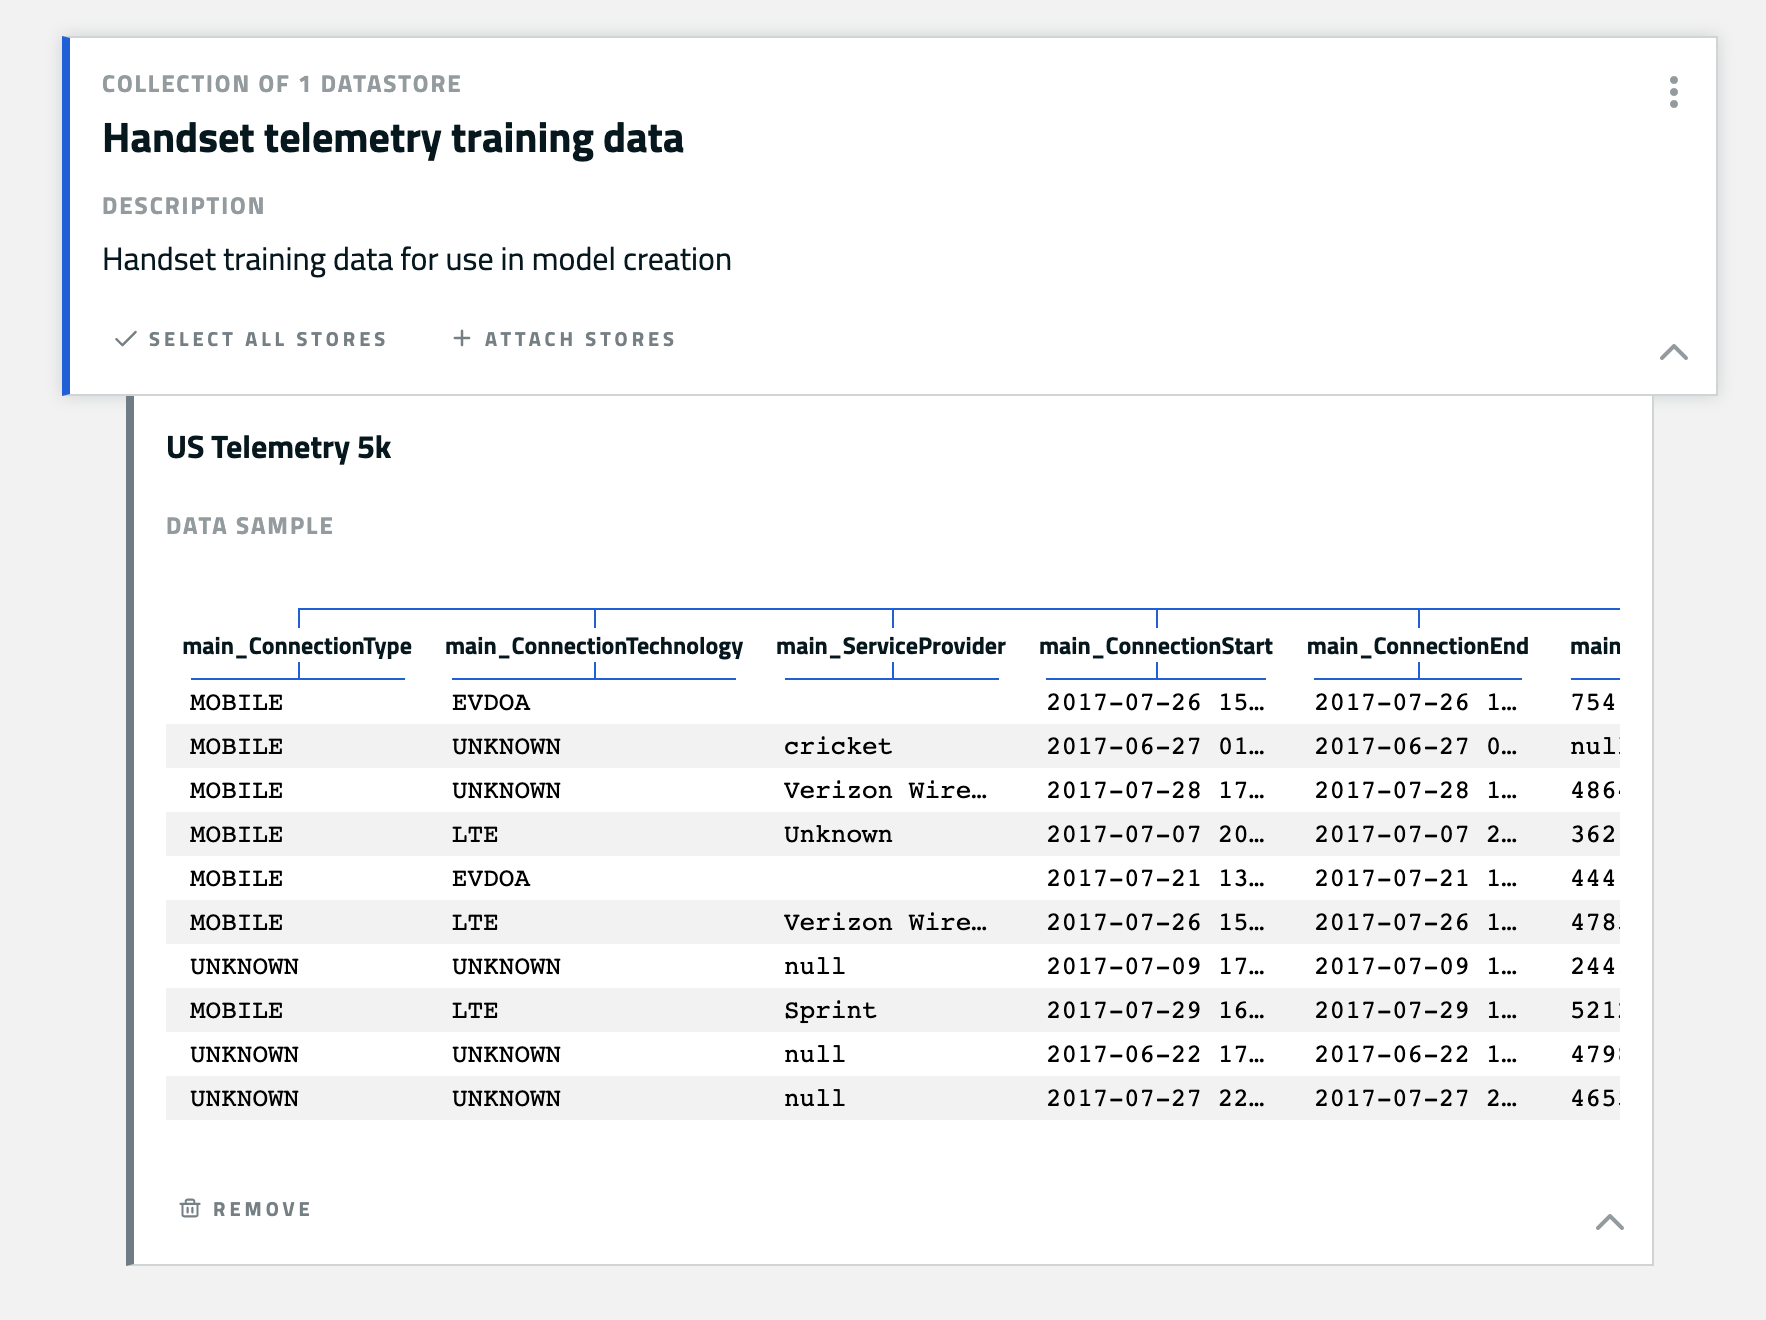 COLLECTION OF 1 DATASTORE
Handset telemetry training data
DESCRIPTION
Handset training data for use in model creation
SELECT ALL STORES ATTACH STORES
US Telemetry 5k
DATA SAMPLE
main_ConnectionType main_ConnectionTechnology main_ServiceProvider main_ConnectionStart main_ConnectionEnd main
MOBILE EVDOA 2017-07-26 15… 2017-07-26 1… 754
MOBILE UNKNOWN cricket 2017-06-27 01… 2017-06-27 0… null
MOBILE UNKNOWN Verizon Wire… 2017-07-28 17… 2017-07-28 1… 486
MOBILE LTE Unknown 2017-07-07 20… 2017-07-07 2… 362
MOBILE EVDOA 2017-07-21 13… 2017-07-21 1… 444
MOBILE LTE Verizon Wire… 2017-07-26 15… 2017-07-26 1… 478
UNKNOWN UNKNOWN null 2017-07-09 17… 2017-07-09 1… 244
MOBILE LTE Sprint 2017-07-29 16… 2017-07-29 1… 521
UNKNOWN UNKNOWN null 2017-06-22 17… 2017-06-22 1… 479
UNKNOWN UNKNOWN null 2017-07-27 22… 2017-07-27 2… 465
REMOVE